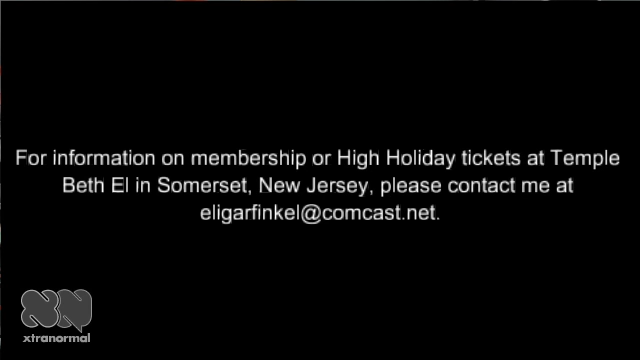 For information on membership or High Holiday tickets at Temple
Beth El in Somerset, New Jersey, please contact me at
eligarfinkel@comcast.net.
xtranormal